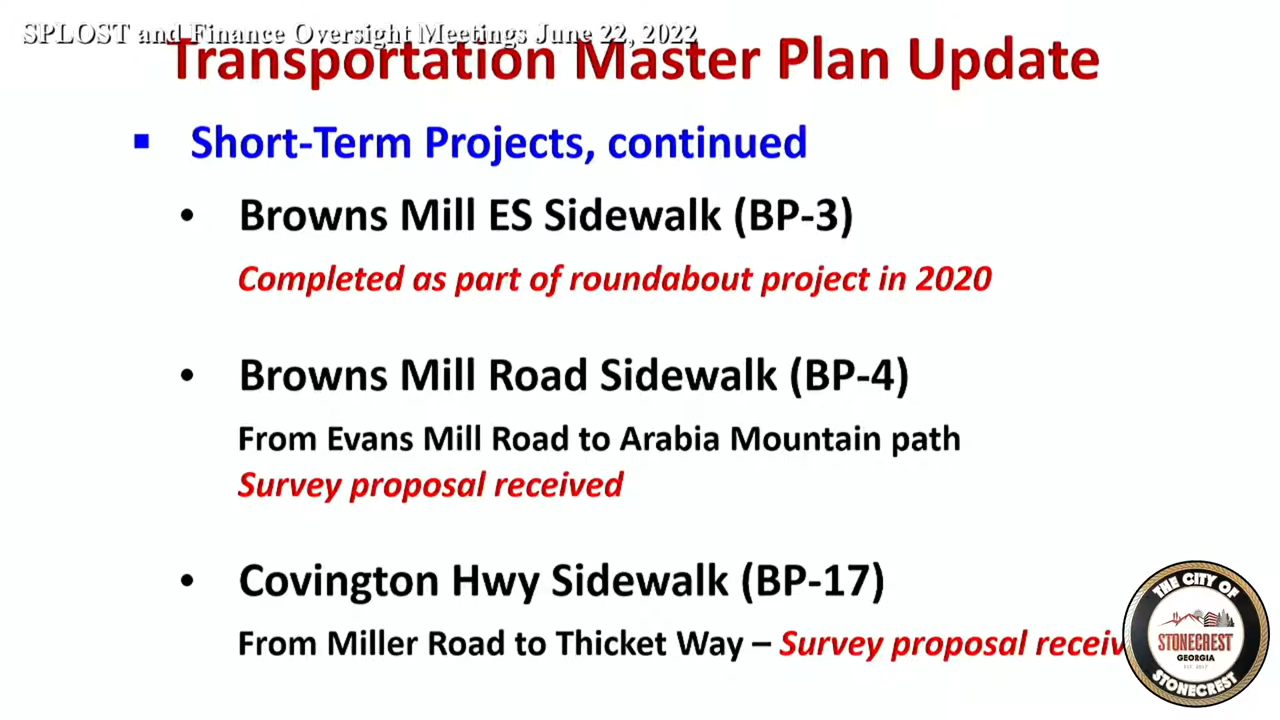 SPLOST and Finance Oversight Meetings June 22, 2022
Transportation Master Plan Update
▪ Short-Term Projects, continued
• Browns Mill ES Sidewalk (BP-3)
Completed as part of roundabout project in 2020
• Browns Mill Road Sidewalk (BP-4)
From Evans Mill Road to Arabia Mountain path
Survey proposal received
• Covington Hwy Sidewalk (BP-17)
From Miller Road to Thicket Way – Survey proposal receiv
THE CITY OF
STONECREST
GEORGIA
EST. 2017
STONECREST